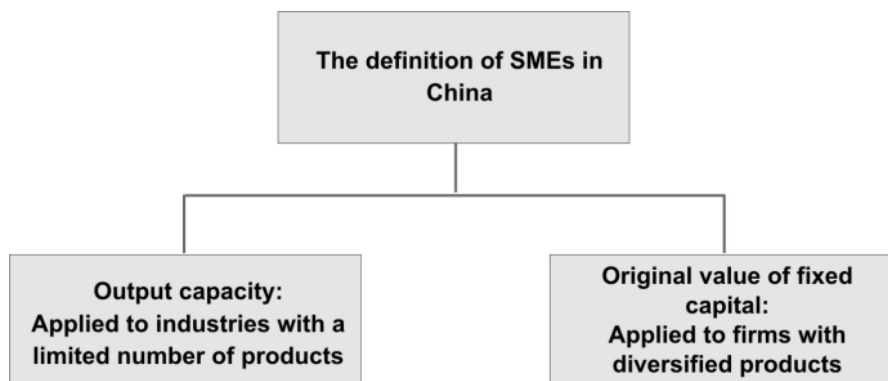 The definition of SMEs in
China
Output capacity:
Applied to industries with a
limited number of products
Original value of fixed
capital:
Applied to firms with
diversified products